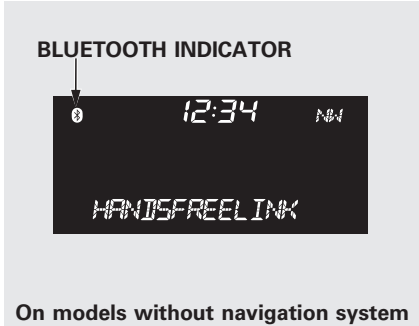 BLUETOOTH INDICATOR
12:34 NW
HANDSFREELINK
On models without navigation system